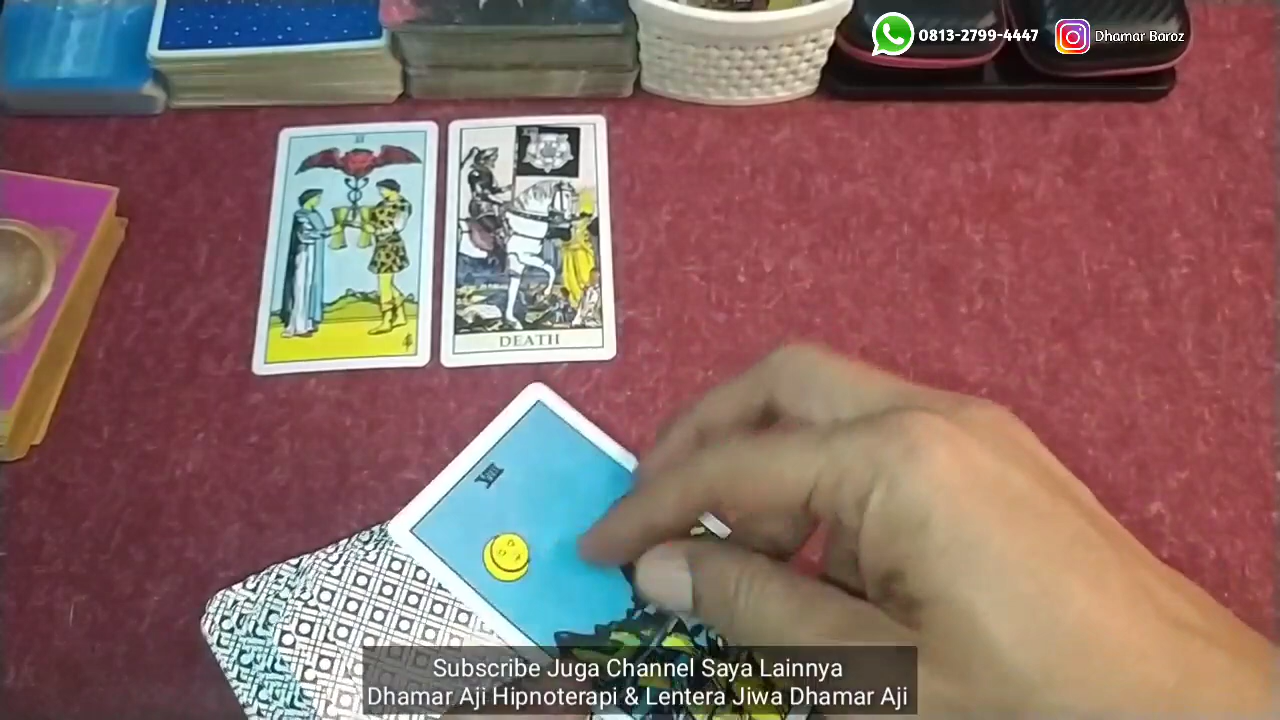 0813-2799-4447
Dhamar Baroz
II
DEATH
VIII
Subscribe Juga Channel Saya Lainnya
Dhamar Aji Hipnoterapi & Lentera Jiwa Dhamar Aji